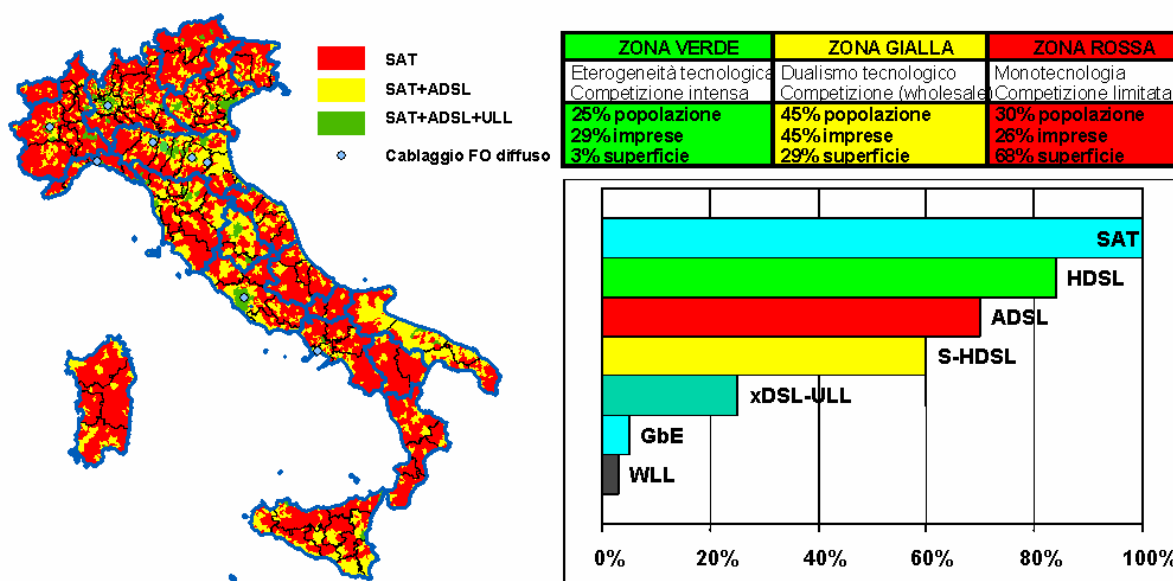 SAT
SAT+ADSL
SAT+ADSL+ULL
Cablaggio FO diffuso
ZONA VERDE ZONA GIALLA ZONA ROSSA
Eterogeneità tecnologica Dualismo tecnologico Monotecnologia
Competizione intensa Competizione (wholesale) Competizione limitata
25% popolazione 45% popolazione 30% popolazione
29% imprese 45% imprese 26% imprese
3% superficie 29% superficie 68% superficie
SAT
HDSL
ADSL
S-HDSL
xDSL-ULL
GbE
WLL
0% 20% 40% 60% 80% 100%